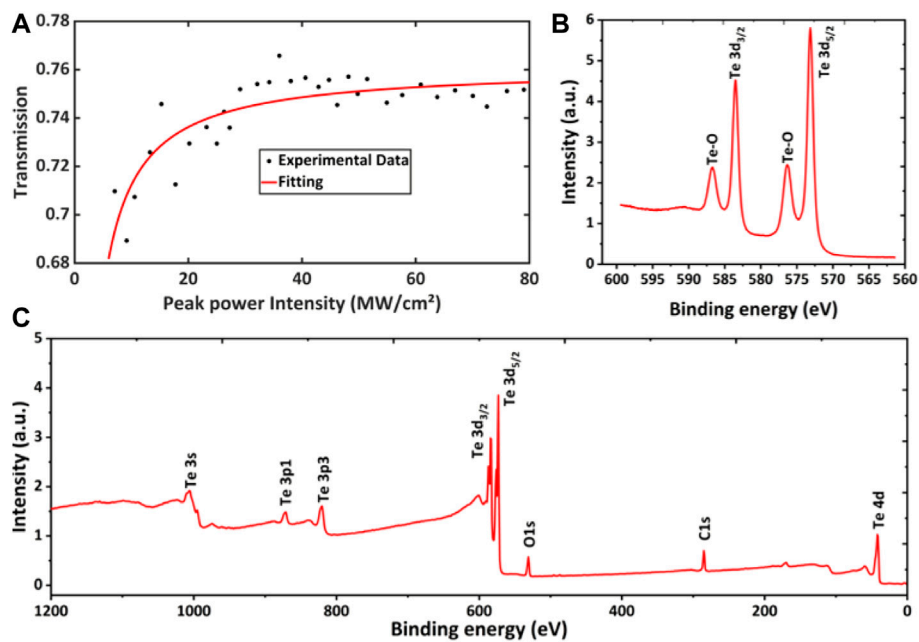 A
0.78
0.76
0.74
0.72
0.7
0.68
Transmission
Experimental Data
Fitting
0 20 40 60 80
Peak power Intensity (MW/cm²)
B
6
5
4
3
2
1
0
Intensity (a.u.)
Te-O
Te 3d3/2
Te-O
Te 3d5/2
600 595 590 585 580 575 570 565 560
Binding energy (eV)
C
5
4
3
2
1
0
Intensity (a.u.)
Te 3s
Te 3p1
Te 3p3
Te 3d3/2
Te 3d5/2
O1s
C1s
Te 4d
1200 1000 800 600 400 200 0
Binding energy (eV)